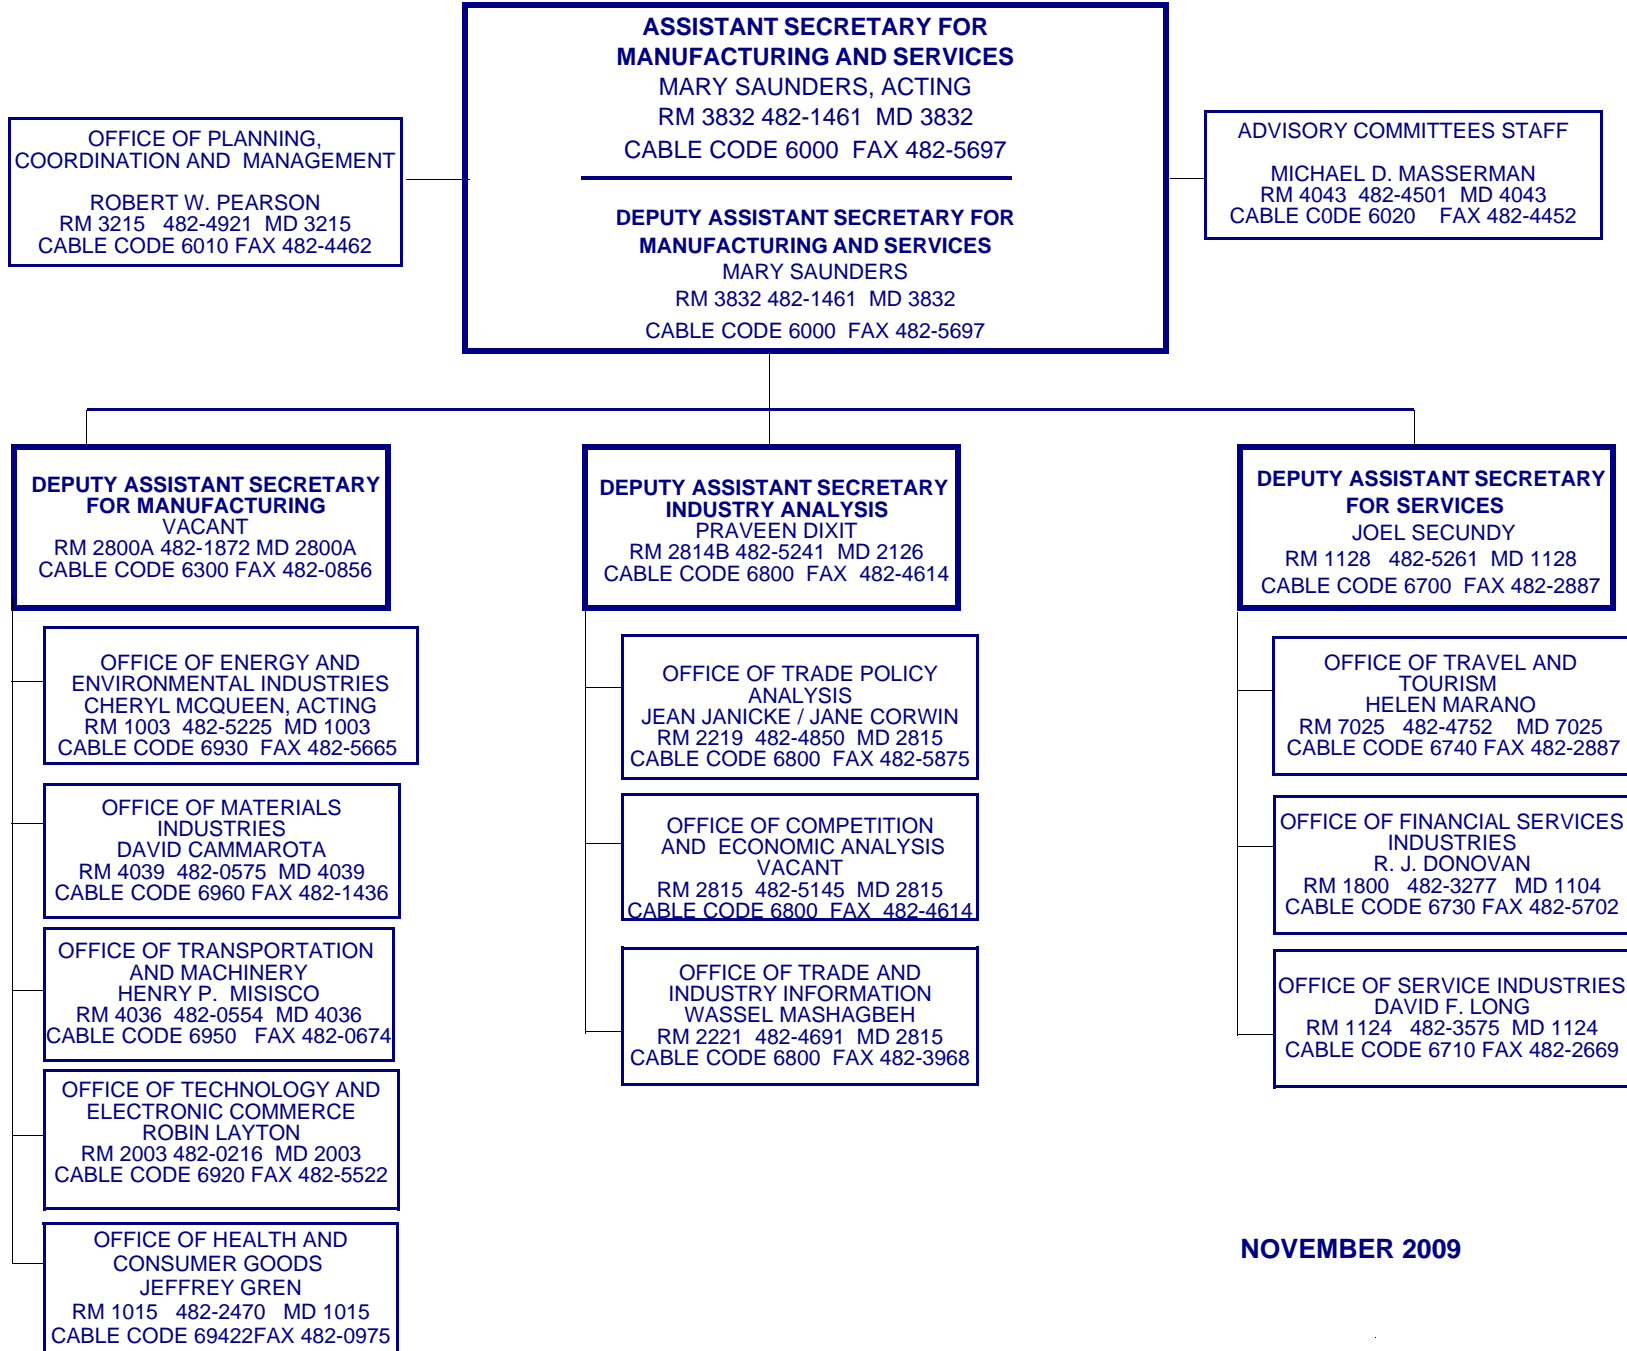 ASSISTANT SECRETARY FOR
MANUFACTURING AND SERVICES
MARY SAUNDERS, ACTING
RM 3832 482-1461 MD 3832
CABLE CODE 6000 FAX 482-5697
DEPUTY ASSISTANT SECRETARY FOR
MANUFACTURING AND SERVICES
MARY SAUNDERS
RM 3832 482-1461 MD 3832
CABLE CODE 6000 FAX 482-5697
OFFICE OF PLANNING,
COORDINATION AND MANAGEMENT
ROBERT W. PEARSON
RM 3215 482-4921 MD 3215
CABLE CODE 6010 FAX 482-4462
ADVISORY COMMITTEES STAFF
MICHAEL D. MASSERMAN
RM 4043 482-4501 MD 4043
CABLE C0DE 6020 FAX 482-4452
DEPUTY ASSISTANT SECRETARY
FOR MANUFACTURING
VACANT
RM 2800A 482-1872 MD 2800A
CABLE CODE 6300 FAX 482-0856
OFFICE OF ENERGY AND
ENVIRONMENTAL INDUSTRIES
CHERYL MCQUEEN, ACTING
RM 1003 482-5225 MD 1003
CABLE CODE 6930 FAX 482-5665
OFFICE OF MATERIALS
INDUSTRIES
DAVID CAMMAROTA
RM 4039 482-0575 MD 4039
CABLE CODE 6960 FAX 482-1436
OFFICE OF TRANSPORTATION
AND MACHINERY
HENRY P. MISISCO
RM 4036 482-0554 MD 4036
CABLE CODE 6950 FAX 482-0674
OFFICE OF TECHNOLOGY AND
ELECTRONIC COMMERCE
ROBIN LAYTON
RM 2003 482-0216 MD 2003
CABLE CODE 6920 FAX 482-5522
OFFICE OF HEALTH AND
CONSUMER GOODS
JEFFREY GREN
RM 1015 482-2470 MD 1015
CABLE CODE 69422FAX 482-0975
DEPUTY ASSISTANT SECRETARY
INDUSTRY ANALYSIS
PRAVEEN DIXIT
RM 2814B 482-5241 MD 2126
CABLE CODE 6800 FAX 482-4614
OFFICE OF TRADE POLICY
ANALYSIS
JEAN JANICKE / JANE CORWIN
RM 2219 482-4850 MD 2815
CABLE CODE 6800 FAX 482-5875
OFFICE OF COMPETITION
AND ECONOMIC ANALYSIS
VACANT
RM 2815 482-5145 MD 2815
CABLE CODE 6800 FAX 482-4614
OFFICE OF TRADE AND
INDUSTRY INFORMATION
WASSEL MASHAGBEH
RM 2221 482-4691 MD 2815
CABLE CODE 6800 FAX 482-3968
DEPUTY ASSISTANT SECRETARY
FOR SERVICES
JOEL SECUNDY
RM 1128 482-5261 MD 1128
CABLE CODE 6700 FAX 482-2887
OFFICE OF TRAVEL AND
TOURISM
HELEN MARANO
RM 7025 482-4752 MD 7025
CABLE CODE 6740 FAX 482-2887
OFFICE OF FINANCIAL SERVICES
INDUSTRIES
R. J. DONOVAN
RM 1800 482-3277 MD 1104
CABLE CODE 6730 FAX 482-5702
OFFICE OF SERVICE INDUSTRIES
DAVID F. LONG
RM 1124 482-3575 MD 1124
CABLE CODE 6710 FAX 482-2669
NOVEMBER 2009